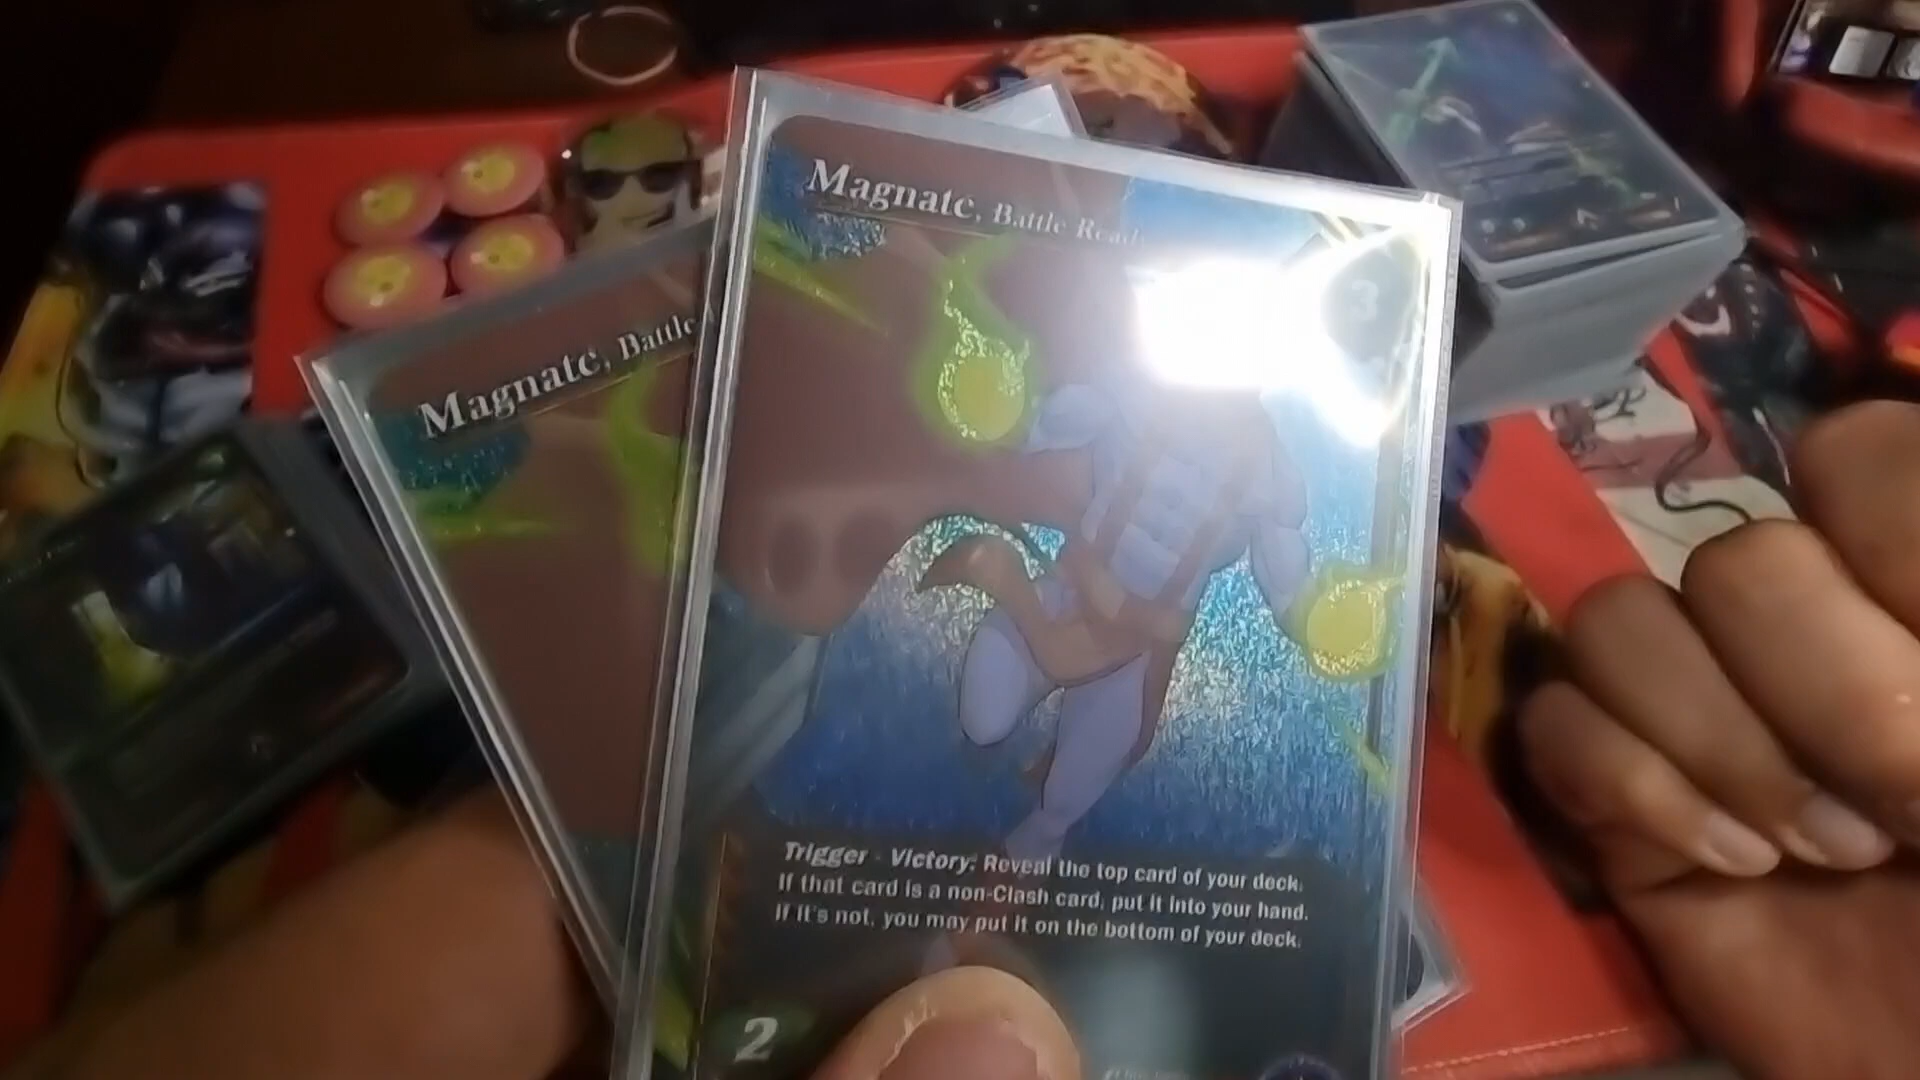 Magnate, Battle Ready
3
Magnate, Battle
Trigger - Victory: Reveal the top card of your deck.
If that card is a non-Clash card, put it into your hand.
If it's not, you may put it on the bottom of your deck.
2